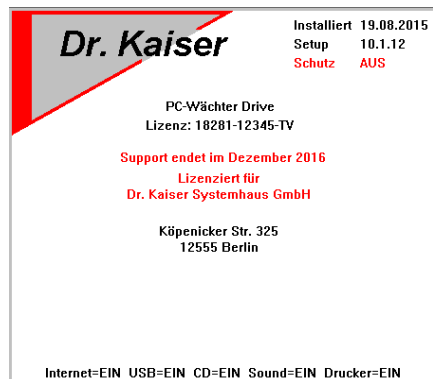 Dr. Kaiser
Installiert 19.08.2015
Setup 10.1.12
Schutz AUS
PC-Wächter Drive
Lizenz: 18281-12345-TV
Support endet im Dezember 2016
Lizenziert für
Dr. Kaiser Systemhaus GmbH
Köpenicker Str. 325
12555 Berlin
Internet=EIN USB=EIN CD=EIN Sound=EIN Drucker=EIN